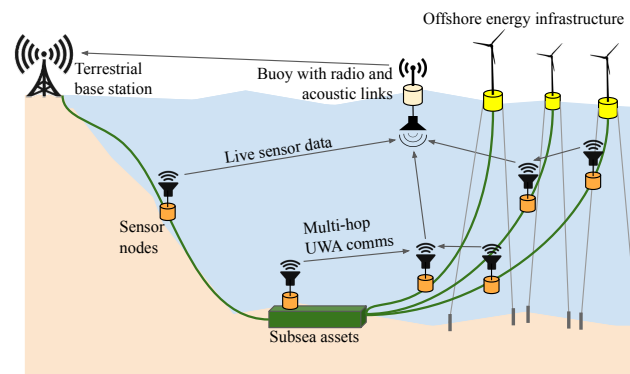 Offshore energy infrastructure
Terrestrial
base station
Buoy with radio and
acoustic links
Live sensor data
Sensor
nodes
Multi-hop
UWA comms
Subsea assets